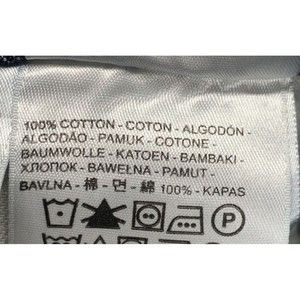 100% COTTON - COTON - ALGODÓN -
ALGODÃO - PAMUK - COTONE -
BAUMWOLLE - KATOEN - BAMBAKI -
ХЛОПОК - BAWEŁNA - PAMUT -
BAVLNA - 棉 - 면 - 綿 100% - KAPAS
P